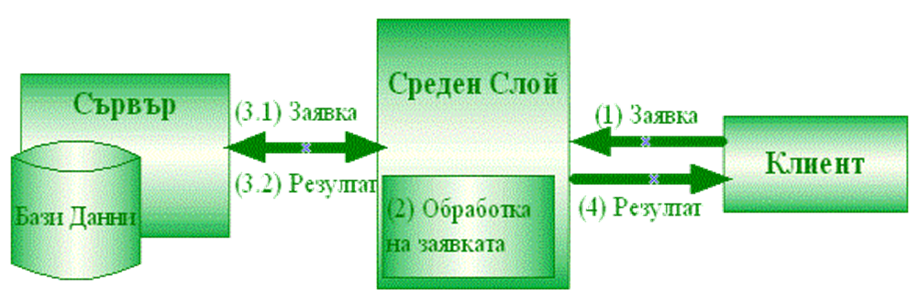 Сървър
Бази Данни
(3.1) Заявка
(3.2) Резултат
Среден Слой
(2) Обработка
на заявката
(1) Заявка
(4) Резултат
Клиент